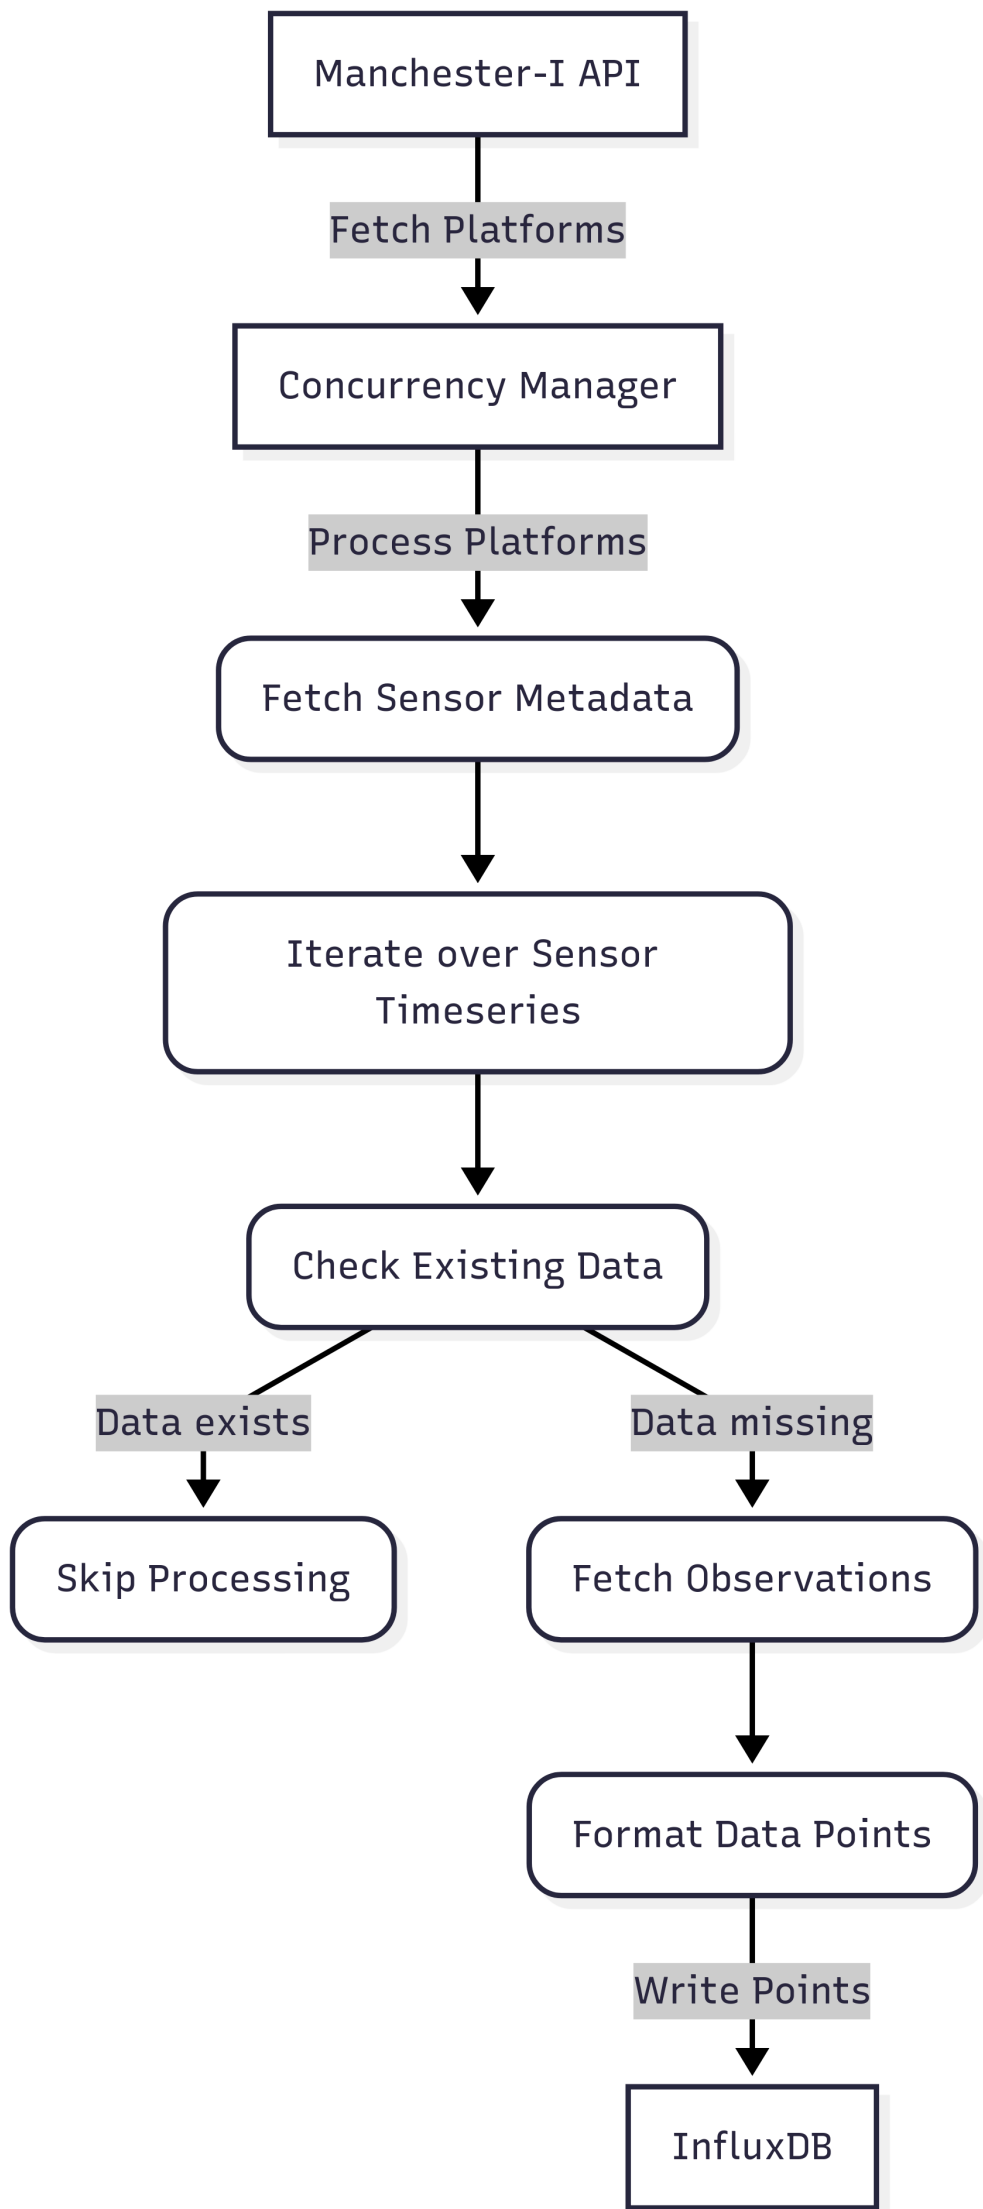 Manchester-I API
Fetch Platforms
Concurrency Manager
Process Platforms
Fetch Sensor Metadata
Iterate over Sensor
Timeseries
Check Existing Data
Data exists
Data missing
Skip Processing
Fetch Observations
Format Data Points
Write Points
InfluxDB